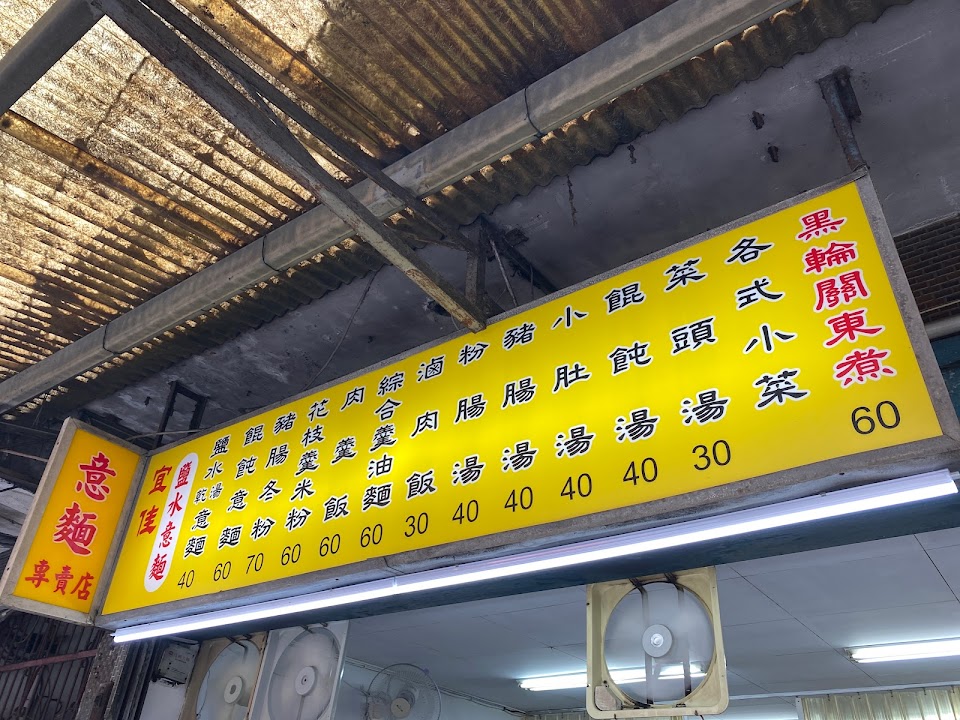 意麵
專賣店
宜佳
鹽水意麵
鹽水乾湯意麵 40
餛飩意麵 60
豬腸冬粉 70
花枝羹米粉 60
肉羹飯 60
綜合羹油麵 60
滷肉飯 30
粉腸湯 40
豬腸湯 40
小肚湯 40
餛飩湯 40
菜頭湯 30
各式小菜
黑輪關東煮 60